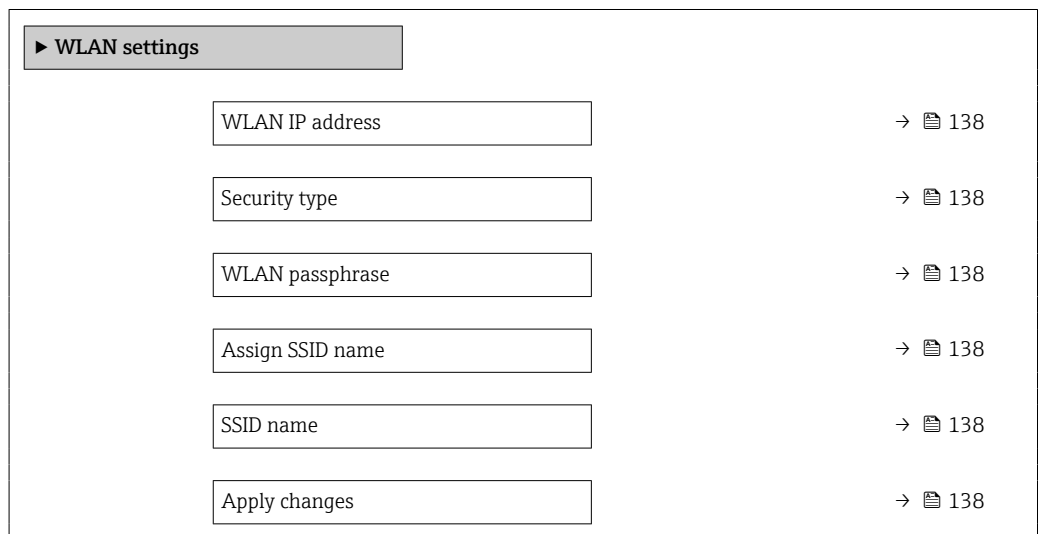 ▶ WLAN settings
WLAN IP address → 138
Security type → 138
WLAN passphrase → 138
Assign SSID name → 138
SSID name → 138
Apply changes → 138